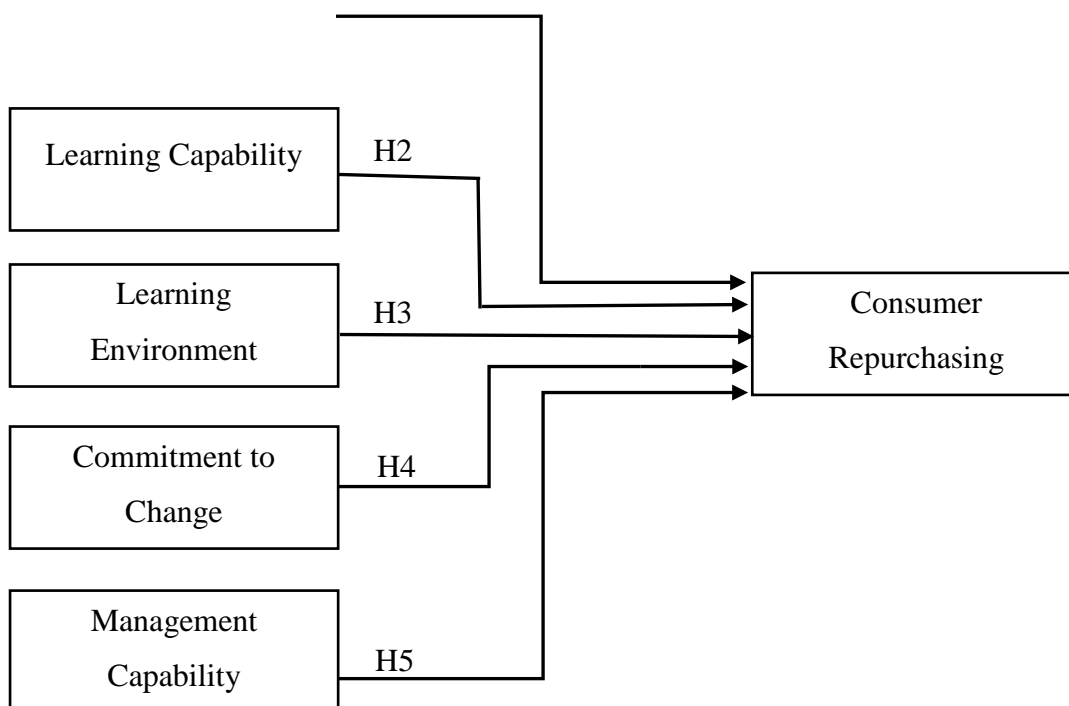 Learning Capability
H2
Learning
Environment
H3
Consumer
Repurchasing
Commitment to
Change
H4
Management
Capability
H5